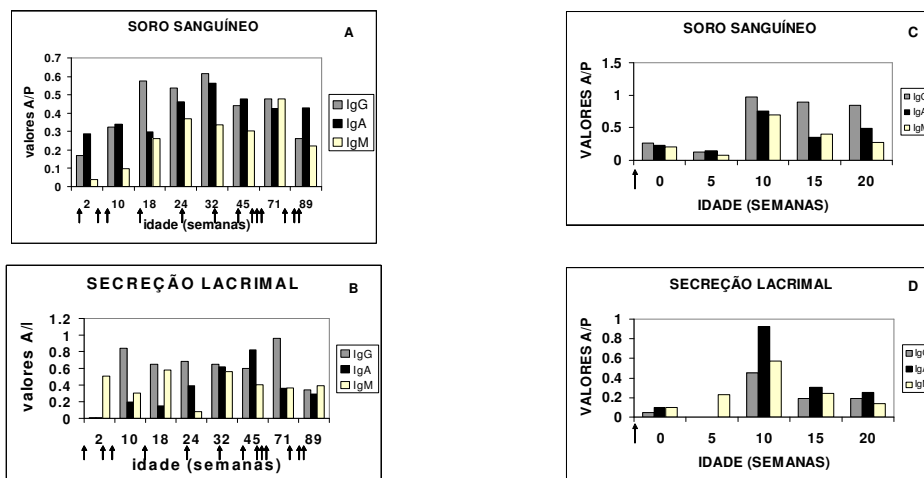 SORO SANGUÍNEO
A
valores A/P
0.7
0.6
0.5
0.4
0.3
0.2
0.1
0
2 10 18 24 32 45 71 89
idade (semanas)
IgG
IgA
IgM
SORO SANGUÍNEO
C
VALORES A/P
1.5
1
0.5
0
0 5 10 15 20
IDADE (SEMANAS)
SECREÇÃO LACRIMAL
B
valores A/I
1.2
1
0.8
0.6
0.4
0.2
0
2 10 18 24 32 45 71 89
idade (semanas)
IgG
IgA
IgM
SECREÇÃO LACRIMAL
D
VALORES A/P
1
0.8
0.6
0.4
0.2
0
0 5 10 15 20
IDADE (SEMANAS)